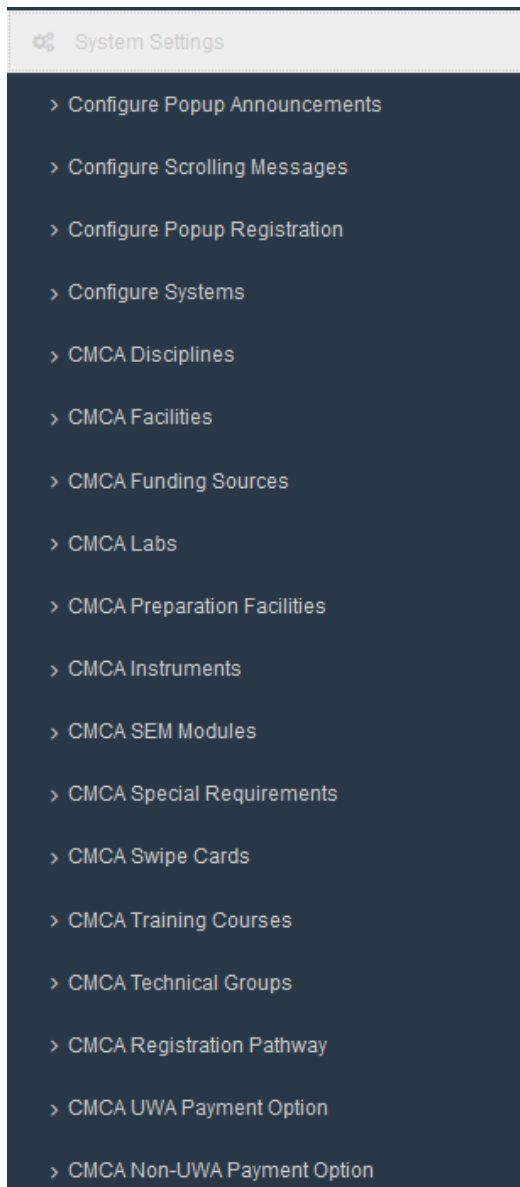 System Settings
Configure Popup Announcements
Configure Scrolling Messages
Configure Popup Registration
Configure Systems
CMCA Disciplines
CMCA Facilities
CMCA Funding Sources
CMCA Labs
CMCA Preparation Facilities
CMCA Instruments
CMCA SEM Modules
CMCA Special Requirements
CMCA Swipe Cards
CMCA Training Courses
CMCA Technical Groups
CMCA Registration Pathway
CMCA UWA Payment Option
CMCA Non-UWA Payment Option